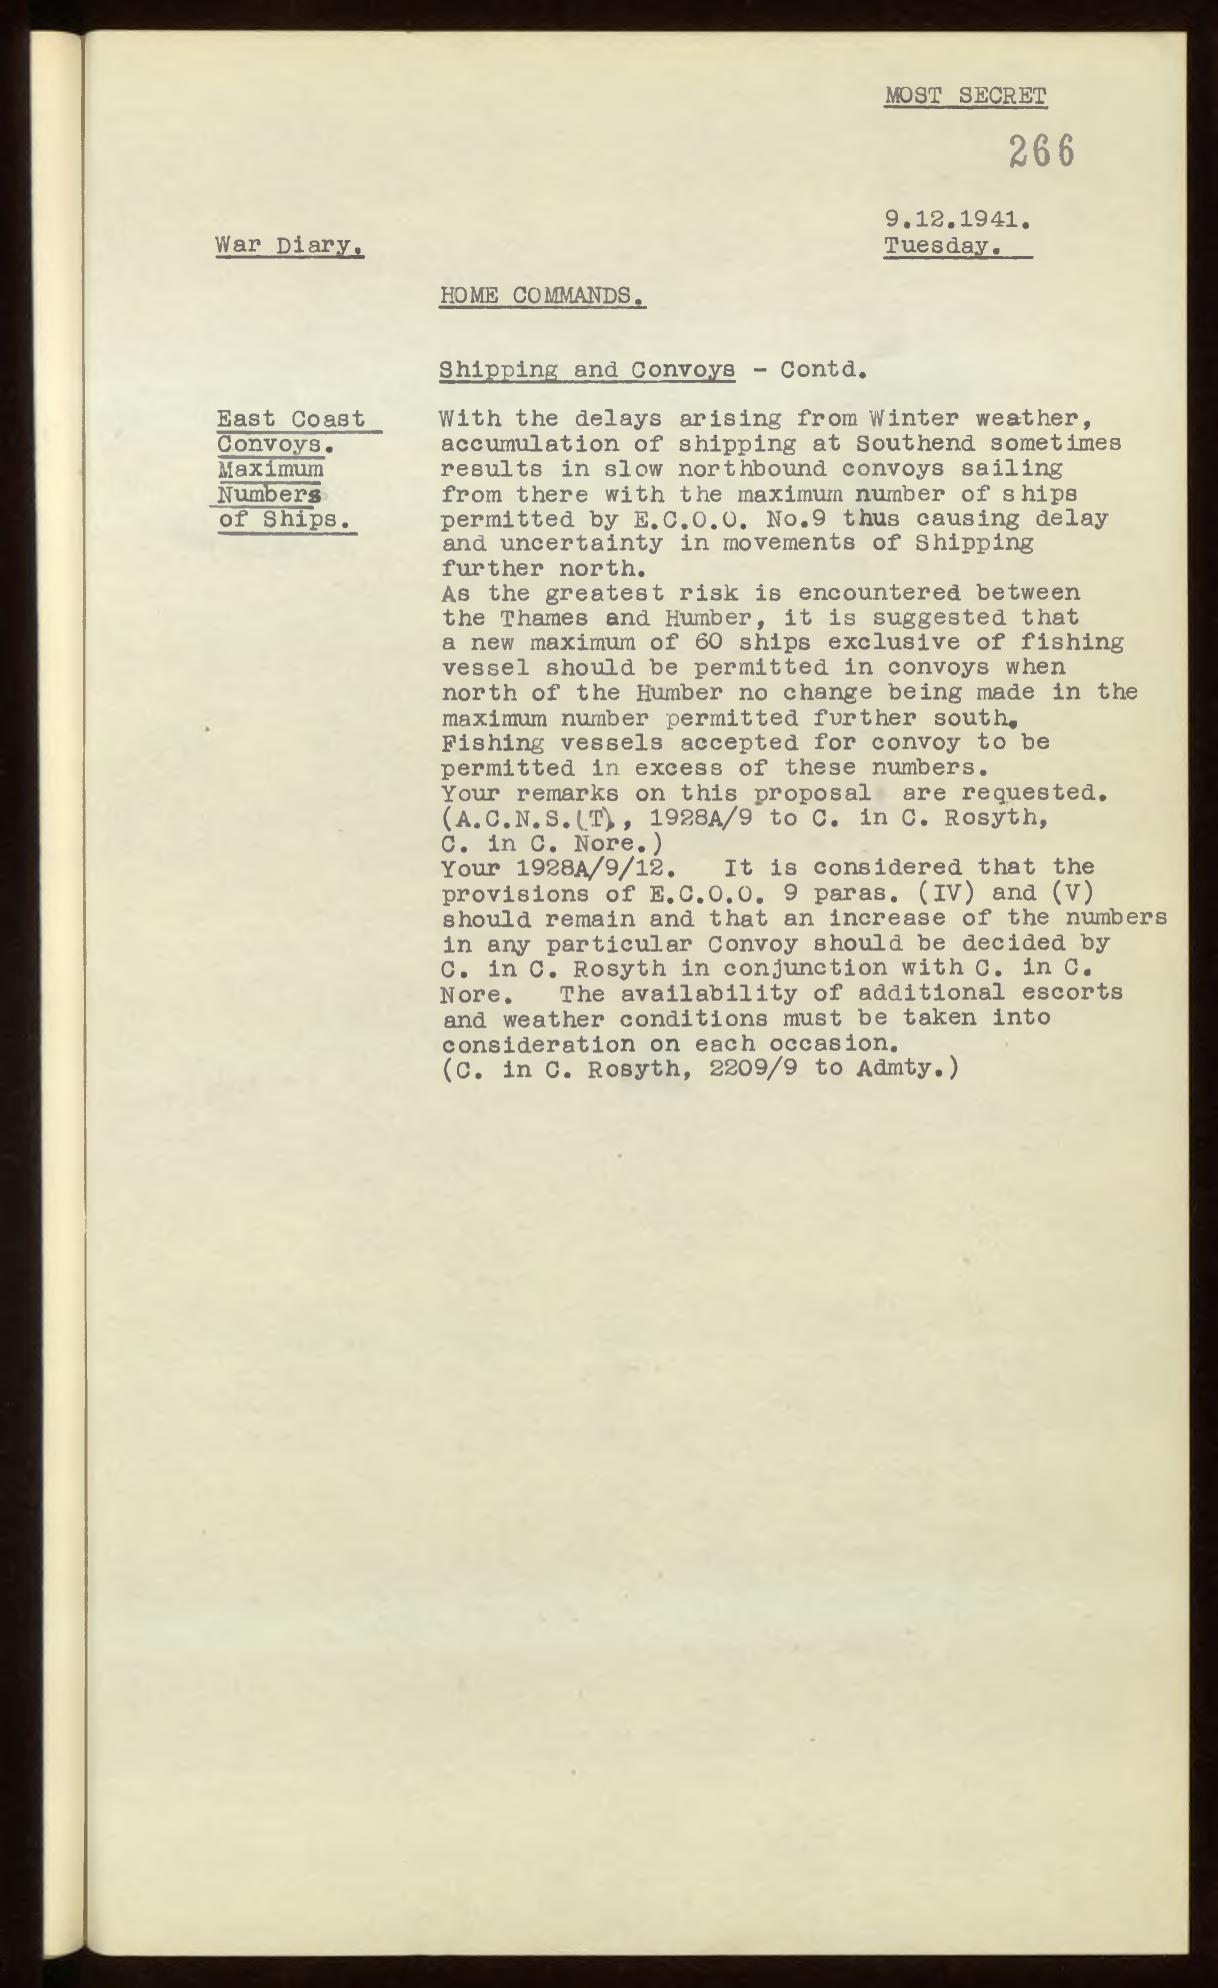 MOST SECRET
266
9.12.1941.
War Diary.
Tuesday.
HOME COMMANDS.
Shipping and Convoys - Contd.
East Coast
Convoys.
Maximum
Numbers
of Ships.
With the delays arising from Winter weather,
accumulation of shipping at Southend sometimes
results in slow northbound convoys sailing
from there with the maximum number of ships
permitted by E.C.O.O. No.9 thus causing delay
and uncertainty in movements of Shipping
further north.
As the greatest risk is encountered between
the Thames and Humber, it is suggested that
a new maximum of 60 ships exclusive of fishing
vessel should be permitted in convoys when
north of the Humber no change being made in the
maximum number permitted further south.
Fishing vessels accepted for convoy to be
permitted in excess of these numbers.
Your remarks on this proposal are requested.
(A.C.N.S.(T), 1928A/9 to C. in C. Rosyth,
C. in C. Nore.)
Your 1928A/9/12. It is considered that the
provisions of E.C.O.O. 9 paras. (IV) and (V)
should remain and that an increase of the numbers
in any particular Convoy should be decided by
C. in C. Rosyth in conjunction with C. in C.
Nore. The availability of additional escorts
and weather conditions must be taken into
consideration on each occasion.
(C. in C. Rosyth, 2209/9 to Admty.)